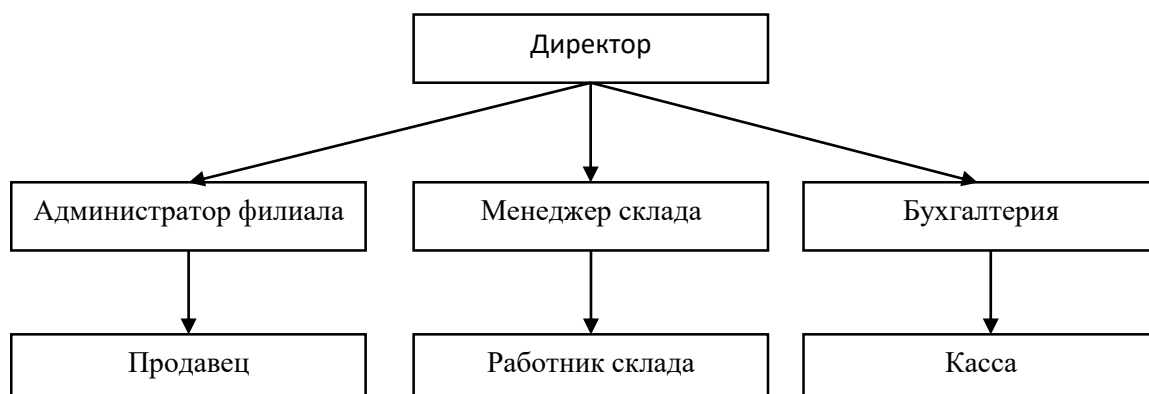 Директор
Администратор филиала
Менеджер склада
Бухгалтерия
Продавец
Работник склада
Касса